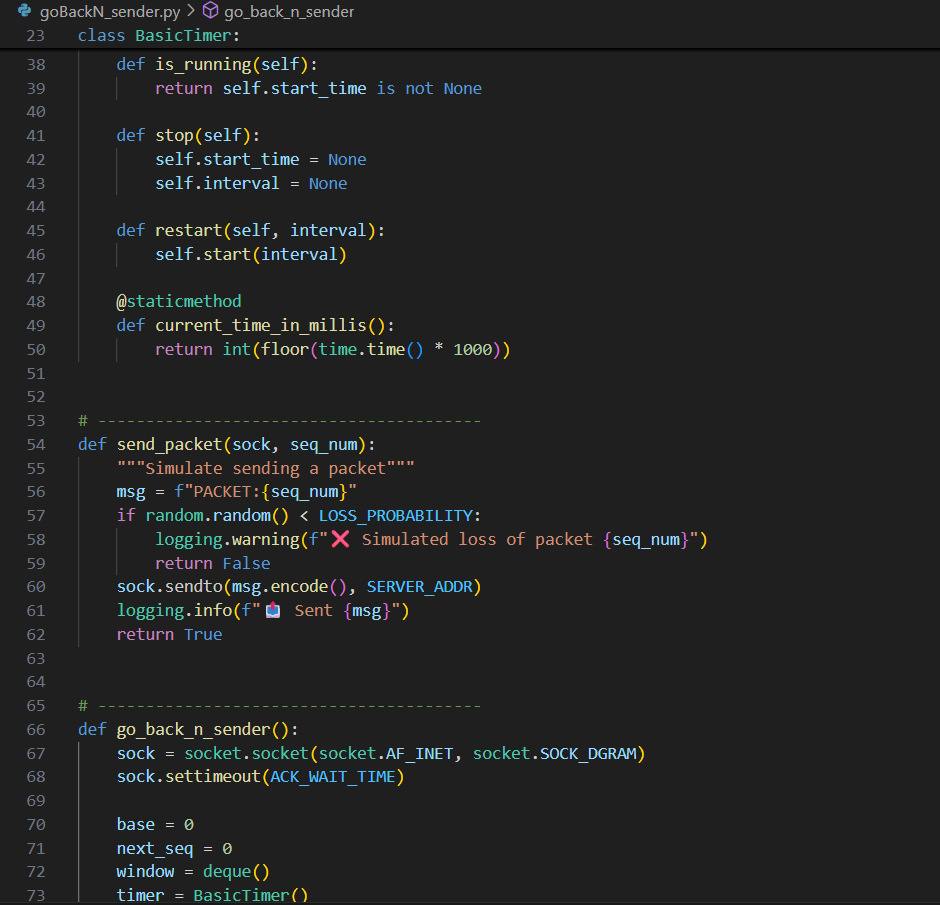 goBackN_sender.py > go_back_n_sender
23 class BasicTimer:
38     def is_running(self):
39         return self.start_time is not None
40
41     def stop(self):
42         self.start_time = None
43         self.interval = None
44
45     def restart(self, interval):
46         self.start(interval)
47
48     @staticmethod
49     def current_time_in_millis():
50         return int(floor(time.time() * 1000))
51
52
53 # ----------------------------------------
54 def send_packet(sock, seq_num):
55     """Simulate sending a packet"""
56     msg = f"PACKET:{seq_num}"
57     if random.random() < LOSS_PROBABILITY:
58         logging.warning(f"❌ Simulated loss of packet {seq_num}")
59         return False
60     sock.sendto(msg.encode(), SERVER_ADDR)
61     logging.info(f"📤 Sent {msg}")
62     return True
63
64
65 # ----------------------------------------
66 def go_back_n_sender():
67     sock = socket.socket(socket.AF_INET, socket.SOCK_DGRAM)
68     sock.settimeout(ACK_WAIT_TIME)
69
70     base = 0
71     next_seq = 0
72     window = deque()
73     timer = BasicTimer()